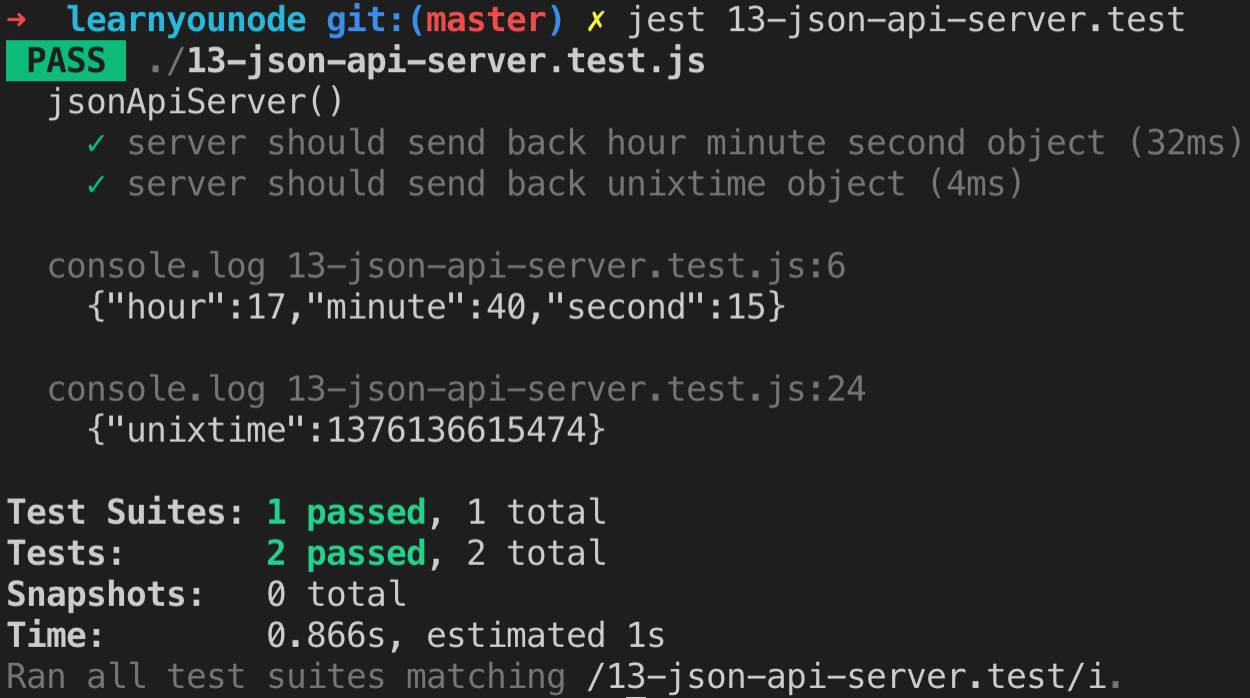 ➜  learnyounode git:(master) ✗ jest 13-json-api-server.test
PASS ./13-json-api-server.test.js
jsonApiServer()
✓ server should send back hour minute second object (32ms)
✓ server should send back unixtime object (4ms)
console.log 13-json-api-server.test.js:6
{"hour":17,"minute":40,"second":15}
console.log 13-json-api-server.test.js:24
{"unixtime":1376136615474}
Test Suites: 1 passed, 1 total
Tests:       2 passed, 2 total
Snapshots:   0 total
Time:        0.866s, estimated 1s
Ran all test suites matching /13-json-api-server.test/i.